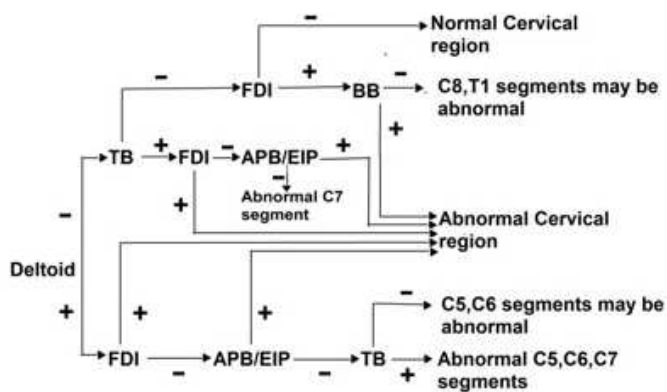 − Normal Cervical
region
− FDI + BB − C8,T1 segments may be
abnormal
+
TB + FDI − APB/EIP +
−
Abnormal C7
segment
+
− Abnormal Cervical
region
Deltoid
+ + +
− C5,C6 segments may be
abnormal
FDI − APB/EIP − TB + Abnormal C5,C6,C7
segments